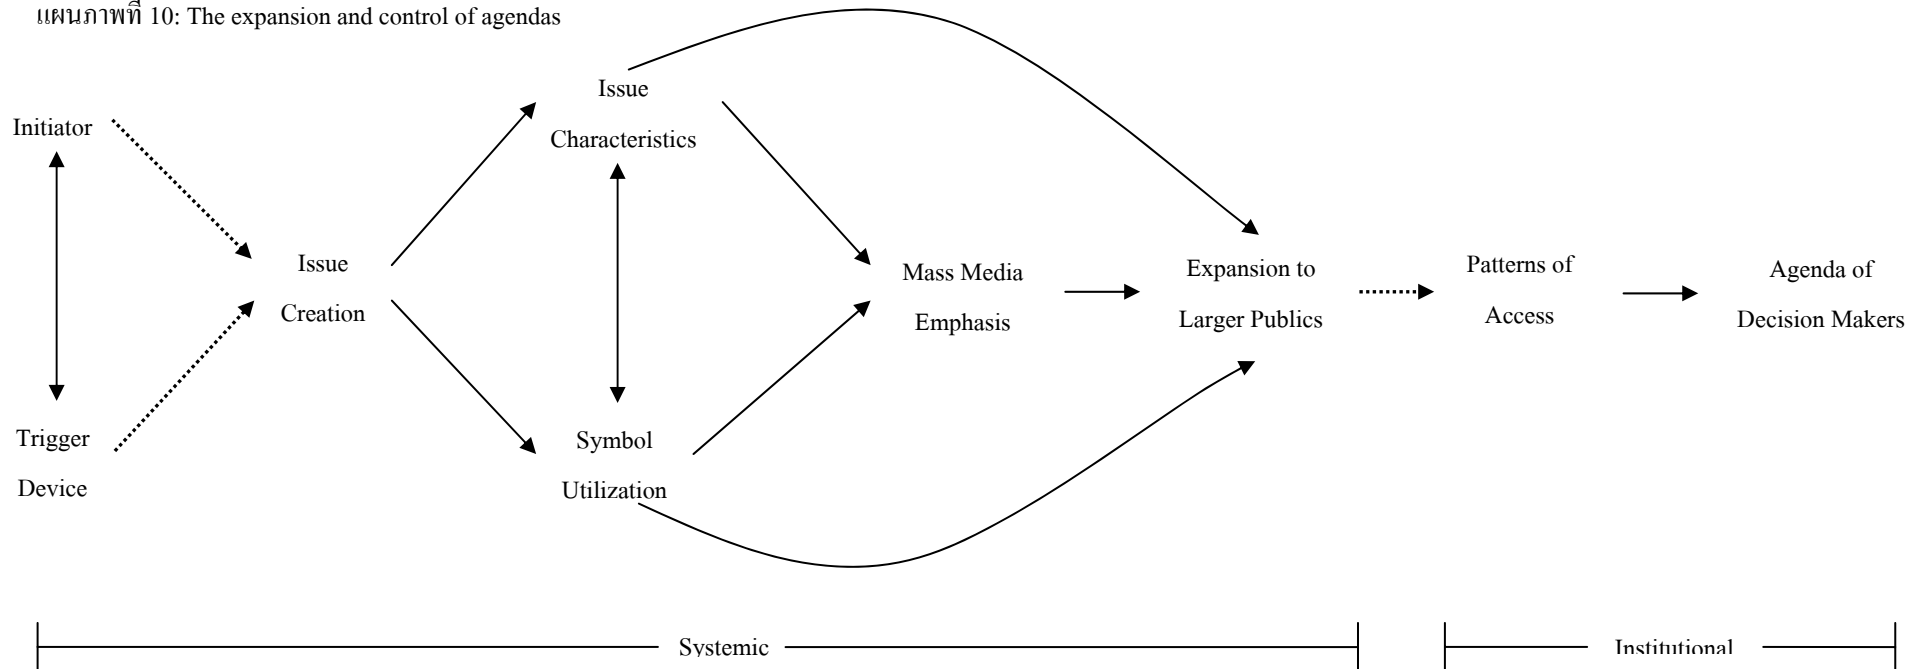 แผนภาพที่ 10: The expansion and control of agendas
Initiator
Trigger
Device
Issue
Creation
Issue
Characteristics
Symbol
Utilization
Mass Media
Emphasis
Expansion to
Larger Publics
Patterns of
Access
Agenda of
Decision Makers
Systemic
Institutional